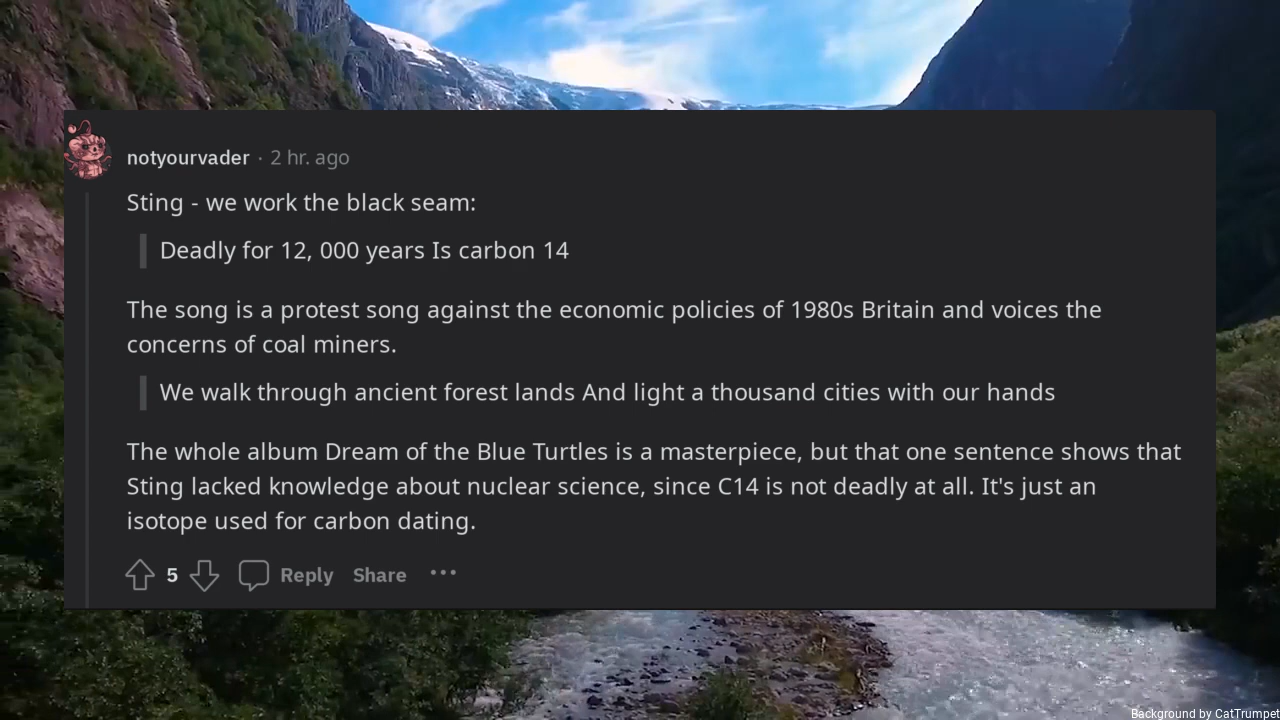 notyourvader · 2 hr. ago
Sting - we work the black seam:
Deadly for 12, 000 years Is carbon 14
The song is a protest song against the economic policies of 1980s Britain and voices the
concerns of coal miners.
We walk through ancient forest lands And light a thousand cities with our hands
The whole album Dream of the Blue Turtles is a masterpiece, but that one sentence shows that
Sting lacked knowledge about nuclear science, since C14 is not deadly at all. It's just an
isotope used for carbon dating.
5 Reply Share ···
Background by CatTrumpet